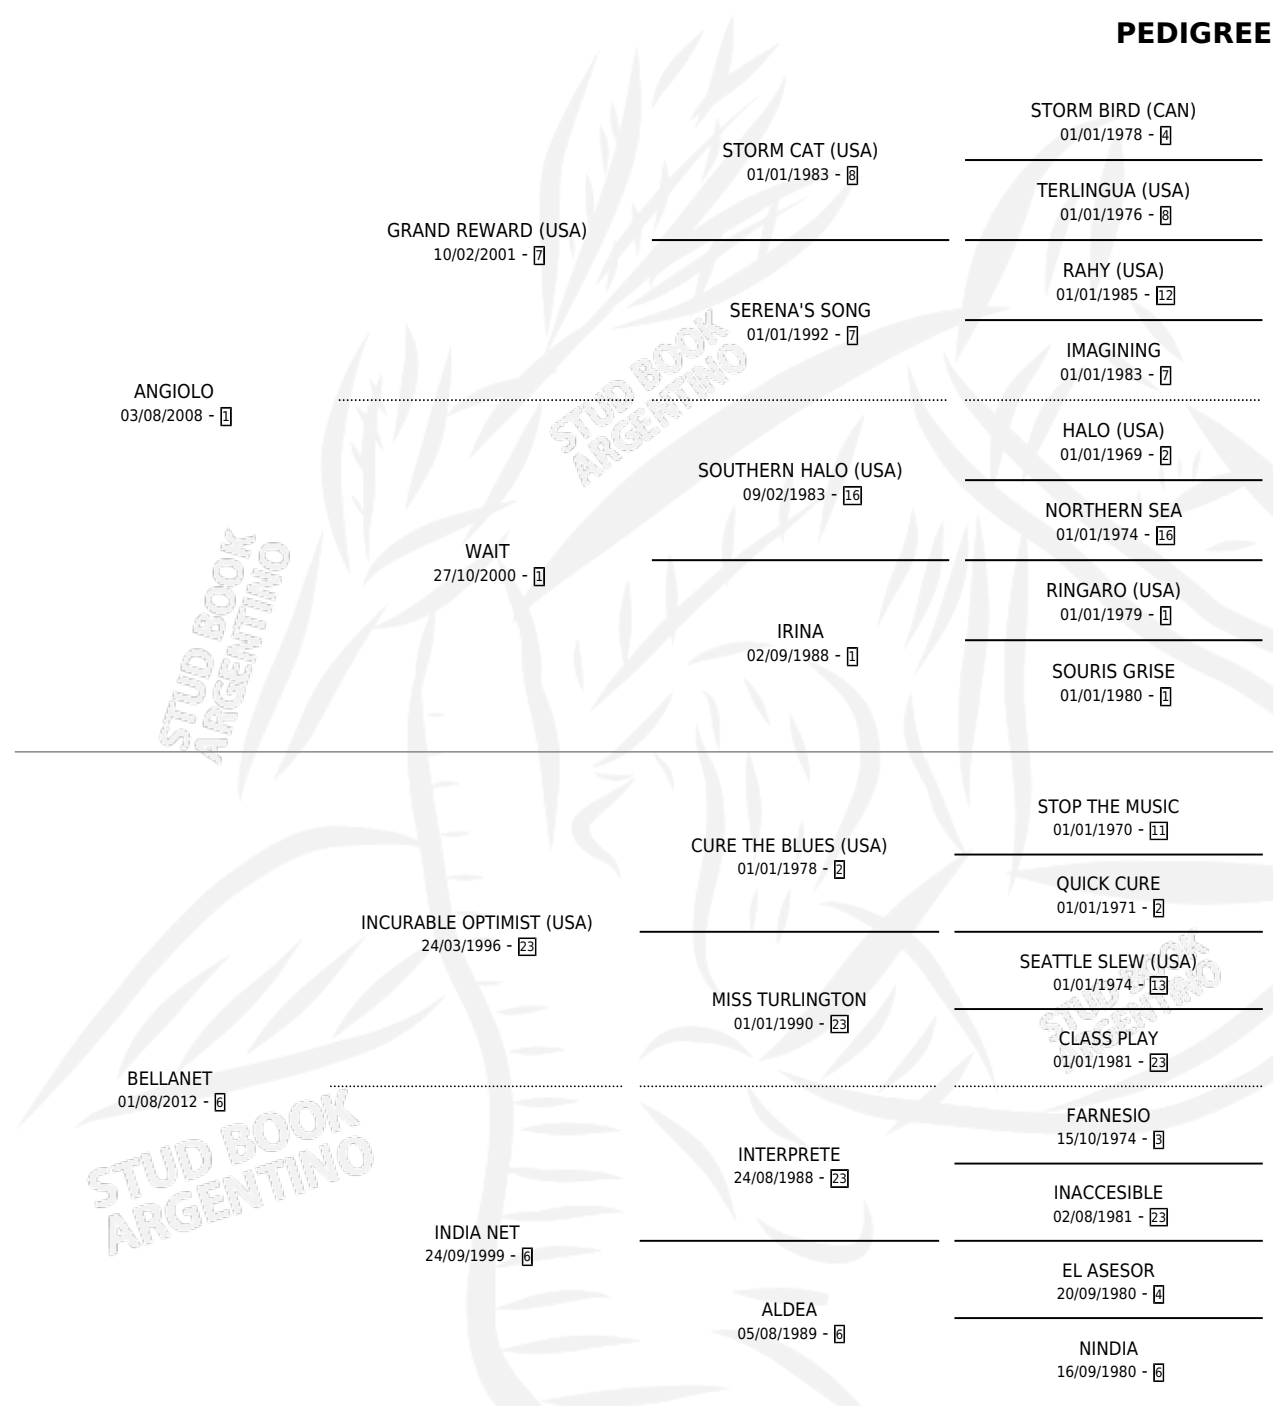 PEDIGREE
STORM BIRD (CAN)
01/01/1978 - 4
STORM CAT (USA)
01/01/1983 - 8
TERLINGUA (USA)
01/01/1976 - 8
GRAND REWARD (USA)
10/02/2001 - 7
RAHY (USA)
01/01/1985 - 12
SERENA'S SONG
01/01/1992 - 7
IMAGINING
01/01/1983 - 7
ANGIOLO
03/08/2008 - 1
HALO (USA)
01/01/1969 - 2
SOUTHERN HALO (USA)
09/02/1983 - 16
NORTHERN SEA
01/01/1974 - 16
WAIT
27/10/2000 - 1
RINGARO (USA)
01/01/1979 - 1
IRINA
02/09/1988 - 1
SOURIS GRISE
01/01/1980 - 1
STUD BOOK
ARGENTINO
STUD BOOK
ARGENTINO
STOP THE MUSIC
01/01/1970 - 11
CURE THE BLUES (USA)
01/01/1978 - 2
QUICK CURE
01/01/1971 - 2
INCURABLE OPTIMIST (USA)
24/03/1996 - 23
SEATTLE SLEW (USA)
01/01/1974 - 13
MISS TURLINGTON
01/01/1990 - 23
CLASS PLAY
01/01/1981 - 23
STUD BOOK
ARGENTINO
BELLANET
01/08/2012 - 6
FARNESIO
15/10/1974 - 3
INTERPRETE
24/08/1988 - 23
INACCESIBLE
02/08/1981 - 23
STUD BOOK
ARGENTINO
INDIA NET
24/09/1999 - 6
EL ASESOR
20/09/1980 - 4
ALDEA
05/08/1989 - 6
NINDIA
16/09/1980 - 6